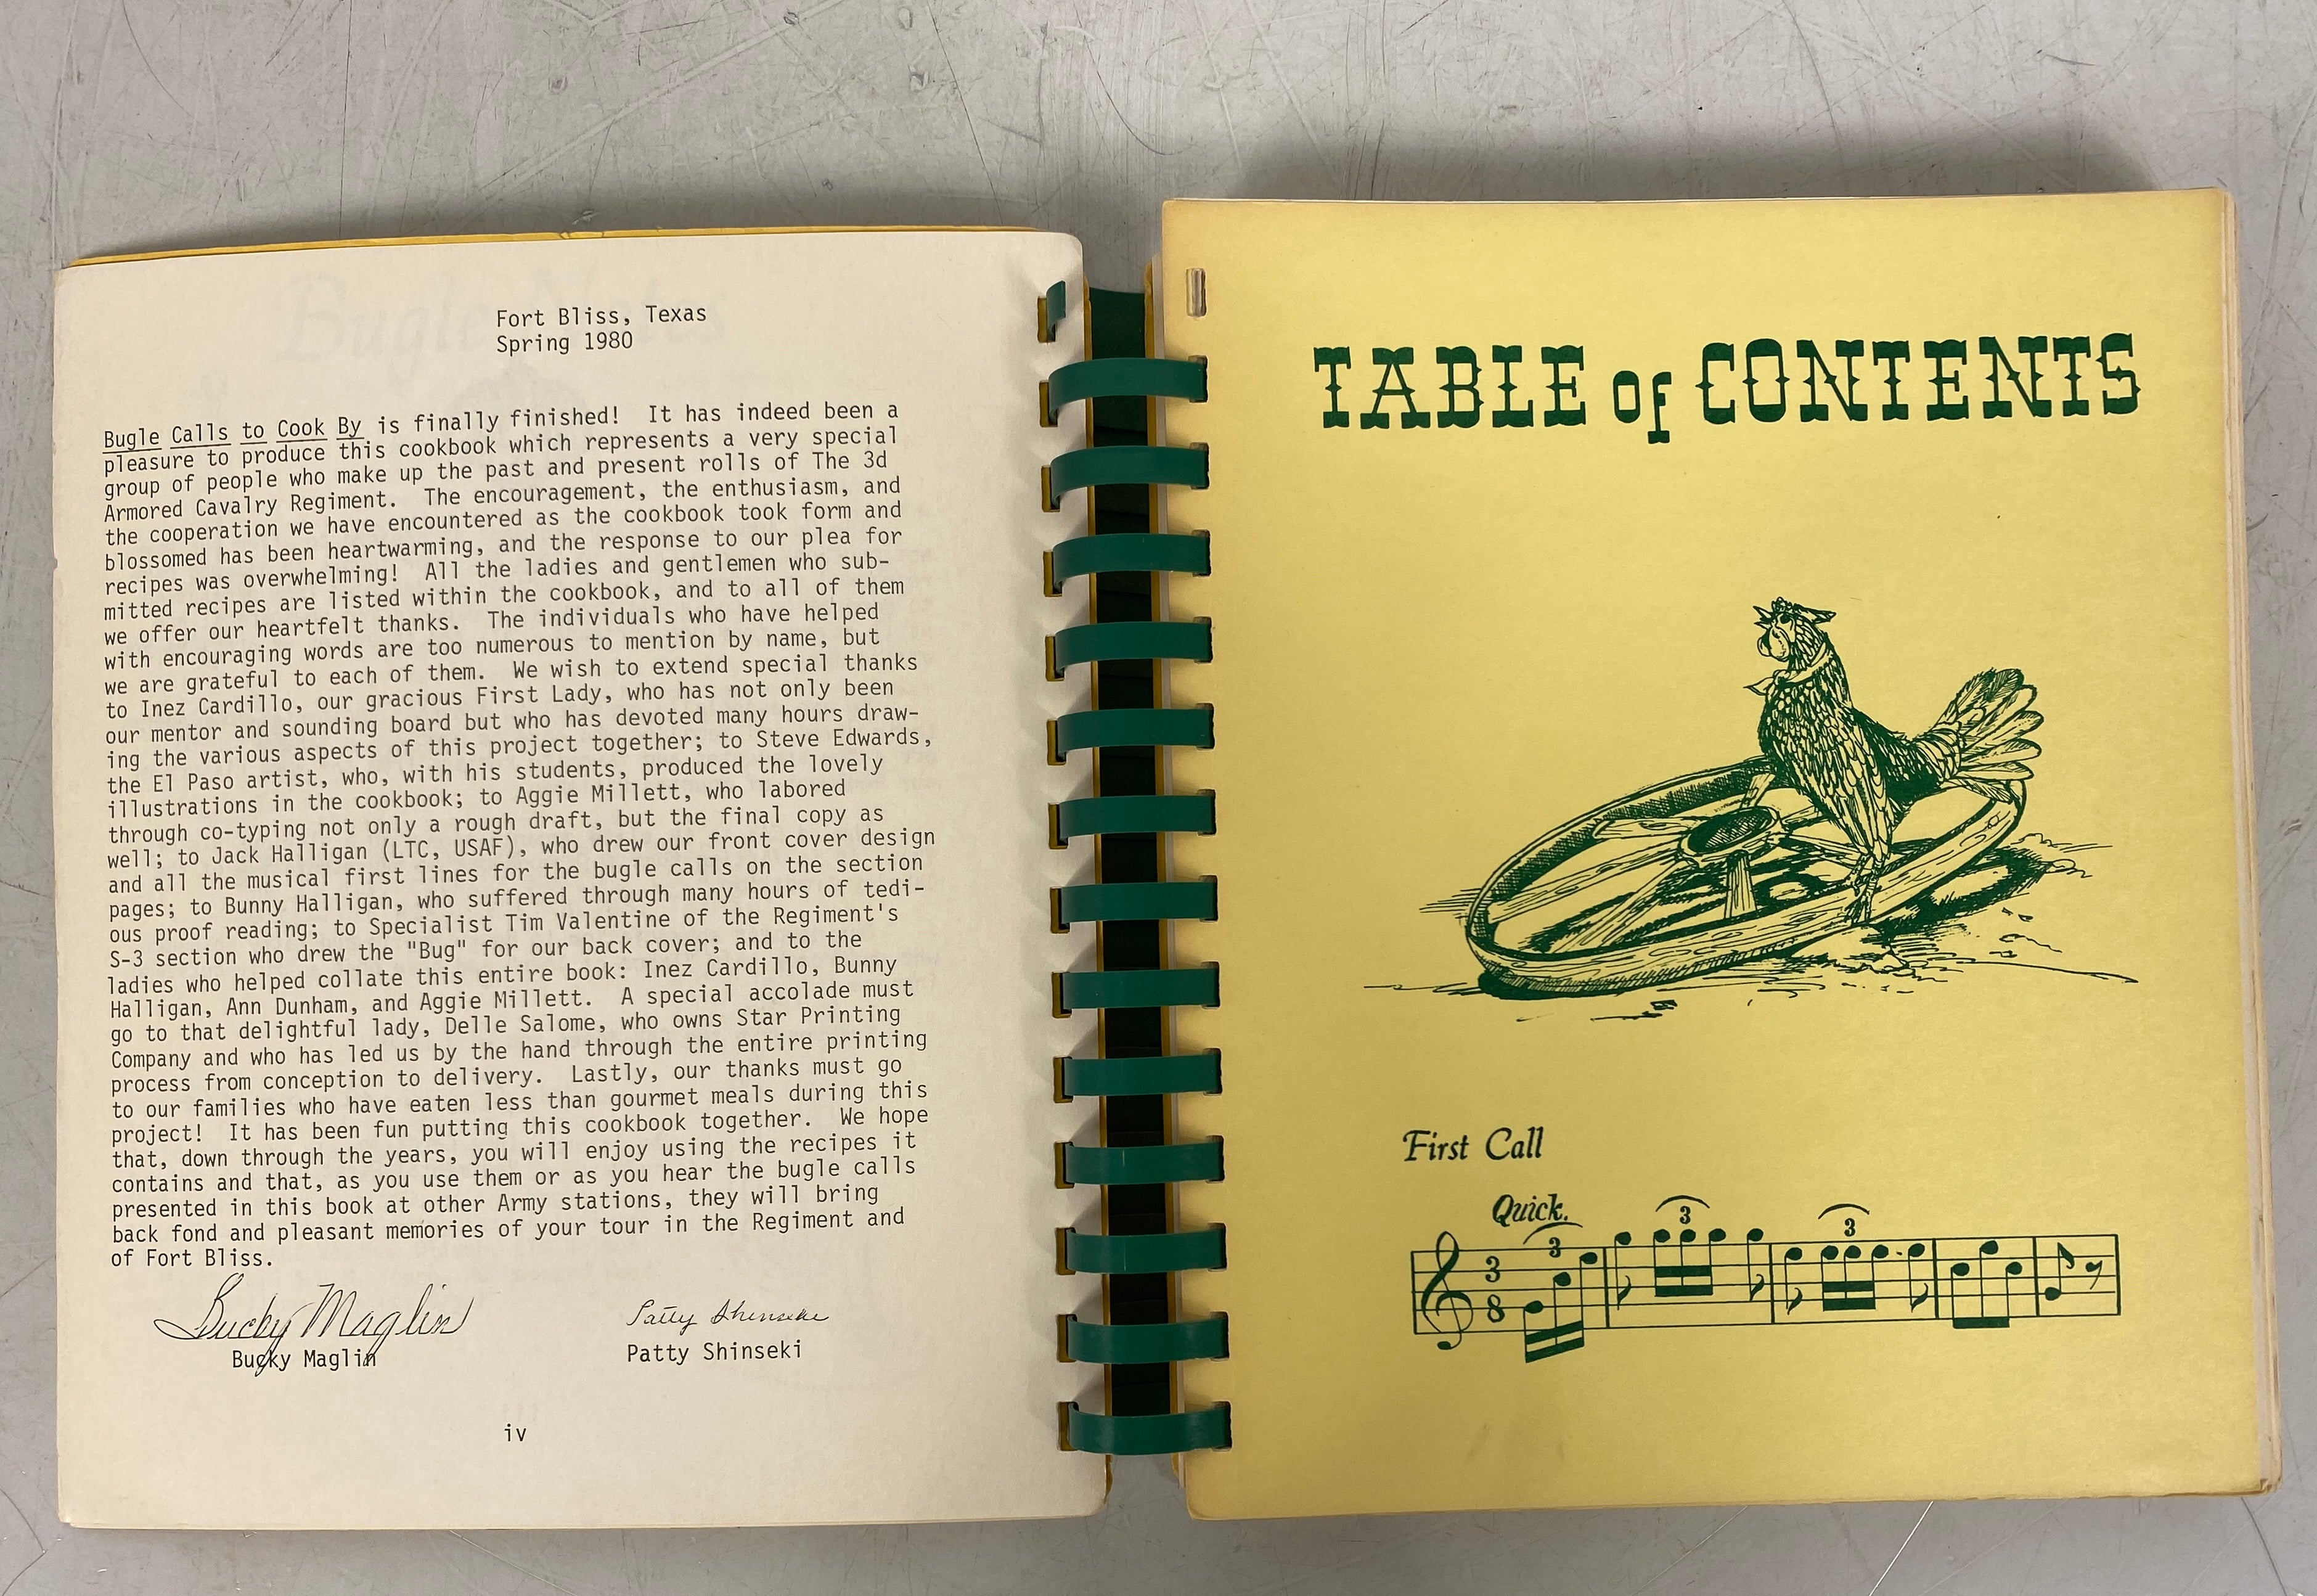 Fort Bliss, Texas
Spring 1980
Bugle Calls to Cook By is finally finished! It has indeed been a
pleasure to produce this cookbook which represents a very special
group of people who make up the past and present rolls of The 3d
Armored Cavalry Regiment. The encouragement, the enthusiasm, and
the cooperation we have encountered as the cookbook took form and
blossomed has been heartwarming, and the response to our plea for
recipes was overwhelming! All the ladies and gentlemen who sub-
mitted recipes are listed within the cookbook, and to all of them
we offer our heartfelt thanks. The individuals who have helped
with encouraging words are too numerous to mention by name, but
we are grateful to each of them. We wish to extend special thanks
to Inez Cardillo, our gracious First Lady, who has not only been
our mentor and sounding board but who has devoted many hours draw-
ing the various aspects of this project together; to Steve Edwards,
the El Paso artist, who, with his students, produced the lovely
illustrations in the cookbook; to Aggie Millett, who labored
through co-typing not only a rough draft, but the final copy as
well; to Jack Halligan (LTC, USAF), who drew our front cover design
and all the musical first lines for the bugle calls on the section
pages; to Bunny Halligan, who suffered through many hours of tedi-
ous proof reading; to Specialist Tim Valentine of the Regiment's
S-3 section who drew the "Bug" for our back cover; and to the
ladies who helped collate this entire book: Inez Cardillo, Bunny
Halligan, Ann Dunham, and Aggie Millett. A special accolade must
go to that delightful lady, Delle Salome, who owns Star Printing
Company and who has led us by the hand through the entire printing
process from conception to delivery. Lastly, our thanks must go
to our families who have eaten less than gourmet meals during this
project! It has been fun putting this cookbook together. We hope
that, down through the years, you will enjoy using the recipes it
contains and that, as you use them or as you hear the bugle calls
presented in this book at other Army stations, they will bring
back fond and pleasant memories of your tour in the Regiment and
of Fort Bliss.
Bucky Maglin
Patty Shinseki
Bucky Maglin
Patty Shinseki
iv
TABLE of CONTENTS
First Call
Quick.
3 3 3
3
8